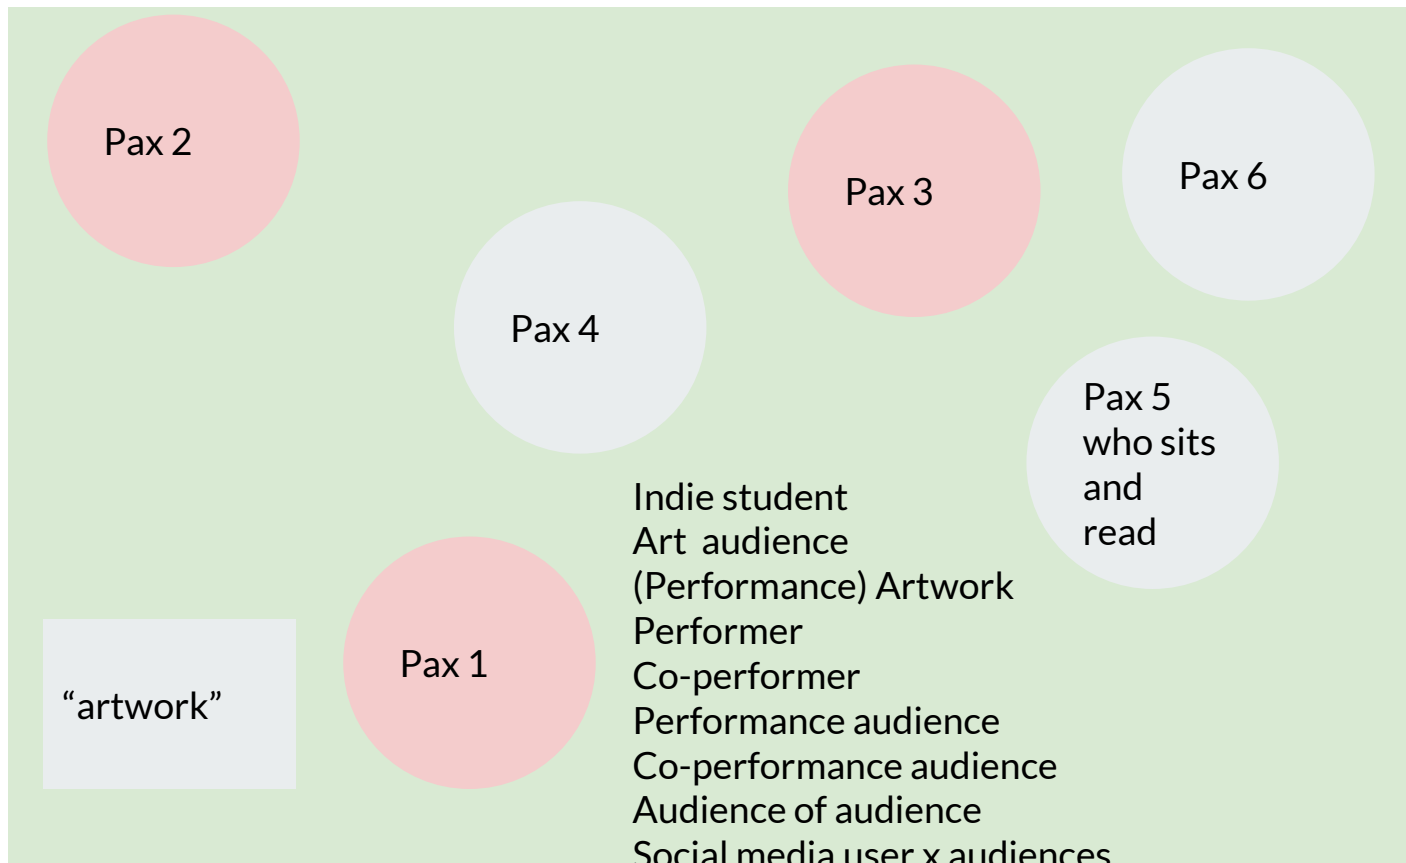 Pax 2
Pax 3
Pax 6
Pax 4
Pax 5
who sits
and
read
Indie student
Art  audience
(Performance) Artwork
Performer
Co-performer
Performance audience
Co-performance audience
Audience of audience
Social media user x audiences
Pax 1
“artwork”